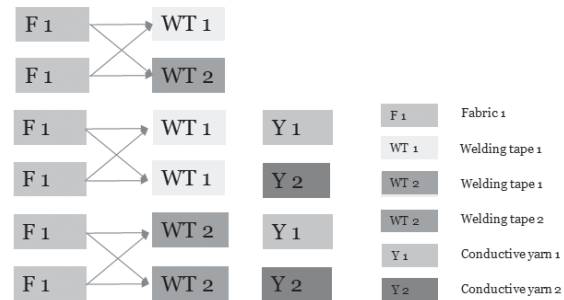 F 1 WT 1
F 1 WT 2
F 1 WT 1 Y 1
F 1 WT 1 Y 2
F 1 WT 2 Y 1
F 1 WT 2 Y 2
F 1 Fabric 1
WT 1 Welding tape 1
WT 2 Welding tape 1
WT 2 Welding tape 2
Y 1 Conductive yarn 1
Y 2 Conductive yarn 2